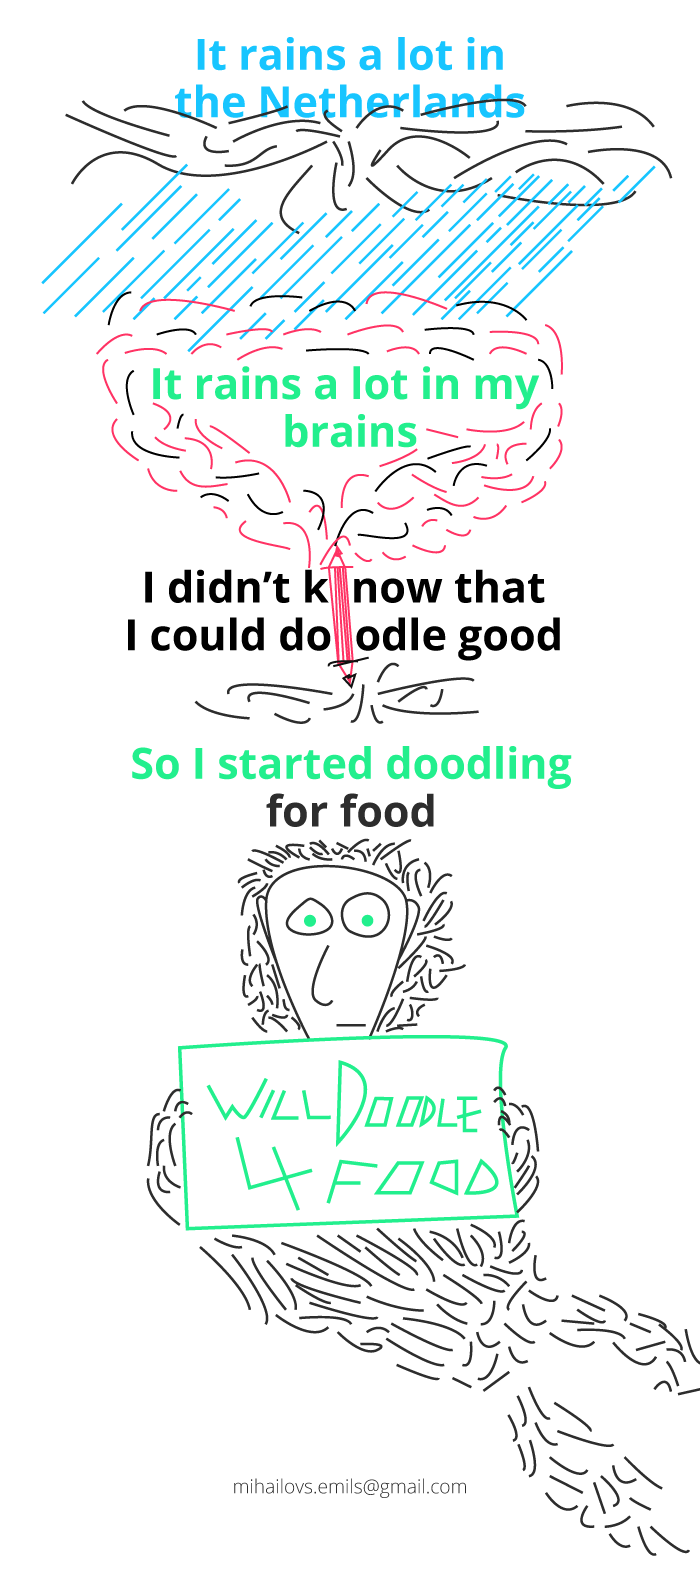 It rains a lot in
the Netherlands
It rains a lot in my
brains
I didn’t know that
I could doodle good
So I started doodling
for food
WILL DOODLE
4 FOOD
mihailovs.emils@gmail.com